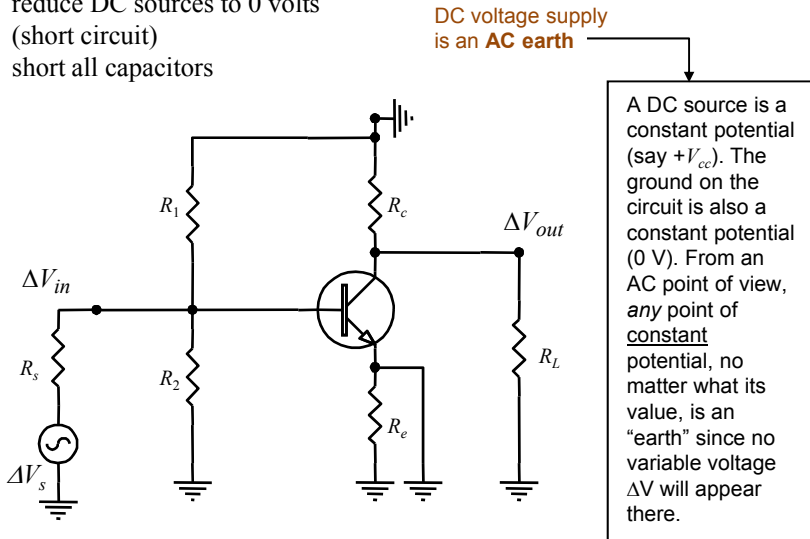 reduce DC sources to 0 volts
(short circuit)
short all capacitors
DC voltage supply
is an AC earth
A DC source is a
constant potential
(say +Vcc). The
ground on the
circuit is also a
constant potential
(0 V). From an
AC point of view,
any point of
constant
potential, no
matter what its
value, is an
“earth” since no
variable voltage
ΔV will appear
there.
R1
Rc
ΔVout
ΔVin
Rs
R2
RL
Re
ΔVs